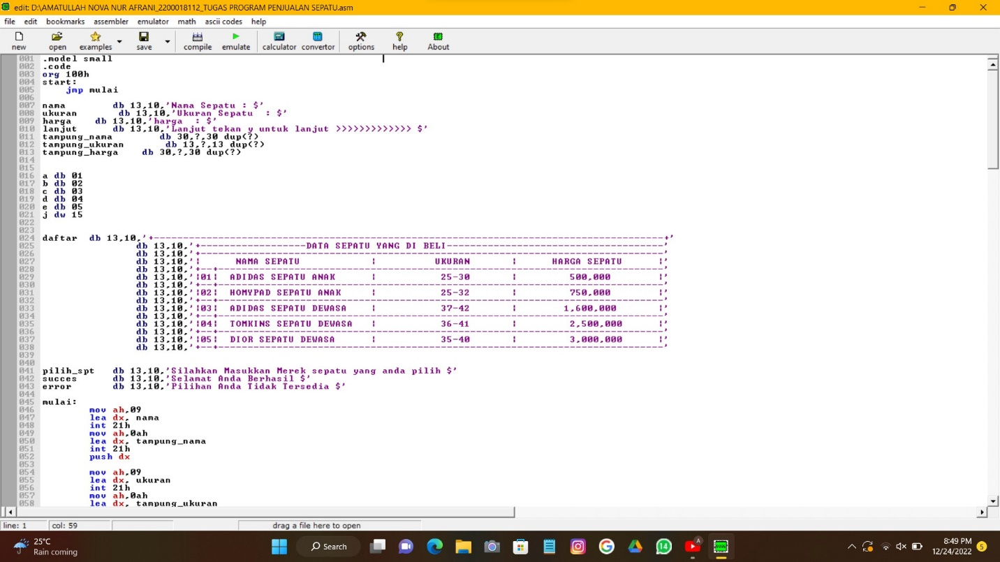 edit: D:\AMATULLAH NOVA NUR AFRANI_2200018112_TUGAS PROGRAM PENJUALAN SEPATU.asm
file edit bookmarks assembler emulator math ascii codes help
new open examples save compile emulate calculator convertor options help About
001 .model small
002 .code
003 org 100h
004 start:
005 jmp mulai
006
007 nama db 13,10,'Nama Sepatu : $'
008 ukuran db 13,10,'Ukuran Sepatu : $'
009 harga db 13,10,'harga : $'
010 lanjut db 13,10,'Lanjut tekan y untuk lanjut >>>>>>>>>>>>> $'
011 tampung_nama db 30,?,30 dup(?)
012 tampung_ukuran db 13,?,13 dup(?)
013 tampung_harga db 30,?,30 dup(?)
014
015
016 a db 01
017 b db 02
018 c db 03
019 d db 04
020 e db 05
021 j dw 15
022
023
024 daftar db 13,10,'+----------------------------------------------------------------------------------------+'
025 db 13,10,'+------------------DATA SEPATU YANG DI BELI-------------------------------------'
026 db 13,10,'+-------------------------------------------------------------------------------'
027 db 13,10,'¦ NAMA SEPATU ¦ UKURAN ¦ HARGA SEPATU ¦'
028 db 13,10,'+--+----------------------------------------------------------------------------'
029 db 13,10,'¦01¦ ADIDAS SEPATU ANAK ¦ 25-30 ¦ 500,000 ¦'
030 db 13,10,'+--+----------------------------------------------------------------------------'
031 db 13,10,'¦02¦ HOMYPAD SEPATU ANAK ¦ 25-32 ¦ 750,000 ¦'
032 db 13,10,'+--+----------------------------------------------------------------------------'
033 db 13,10,'¦03¦ ADIDAS SEPATU DEWASA ¦ 37-42 ¦ 1,600,000 ¦'
034 db 13,10,'+--+----------------------------------------------------------------------------'
035 db 13,10,'¦04¦ TOMKINS SEPATU DEWASA ¦ 36-41 ¦ 2,500,000 ¦'
036 db 13,10,'+--+----------------------------------------------------------------------------'
037 db 13,10,'¦05¦ DIOR SEPATU DEWASA ¦ 35-40 ¦ 3,000,000 ¦'
038 db 13,10,'+--+----------------------------------------------------------------------------'
039
040
041 pilih_spt db 13,10,'Silahkan Masukkan Merek sepatu yang anda pilih $'
042 succes db 13,10,'Selamat Anda Berhasil $'
043 error db 13,10,'Pilihan Anda Tidak Tersedia $'
044
045 mulai:
046 mov ah,09
047 lea dx, nama
048 int 21h
049 mov ah,0ah
050 lea dx, tampung_nama
051 int 21h
052 push dx
053
054 mov ah,09
055 lea dx, ukuran
056 int 21h
057 mov ah,0ah
058 lea dx, tampung_ukuran
line: 1 col: 59 drag a file here to open
25°C
Rain coming
Search
14
A
8:49 PM
12/24/2022
5